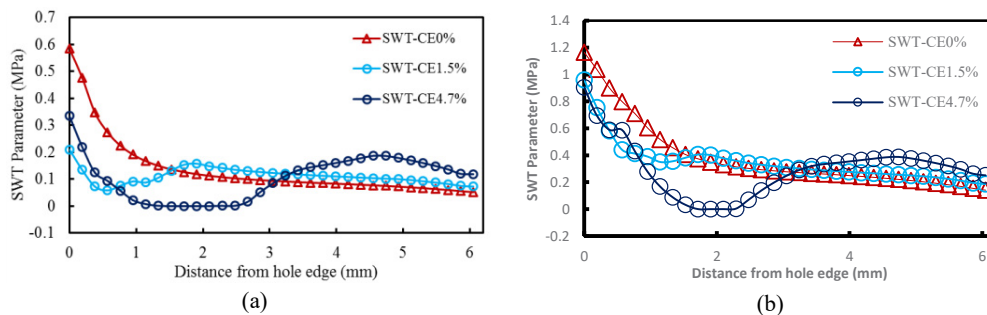 (a)
SWT Parameter (MPa)
0.7
0.6
0.5
0.4
0.3
0.2
0.1
0
-0.1
SWT-CE0%
SWT-CE1.5%
SWT-CE4.7%
0 1 2 3 4 5 6
Distance from hole edge (mm)
(a)
(b)
SWT Parameter (MPa)
1.4
1.2
1
0.8
0.6
0.4
0.2
0
-0.2
SWT-CE0%
SWT-CE1.5%
SWT-CE4.7%
0 2 4 6
Distance from hole edge (mm)
(b)